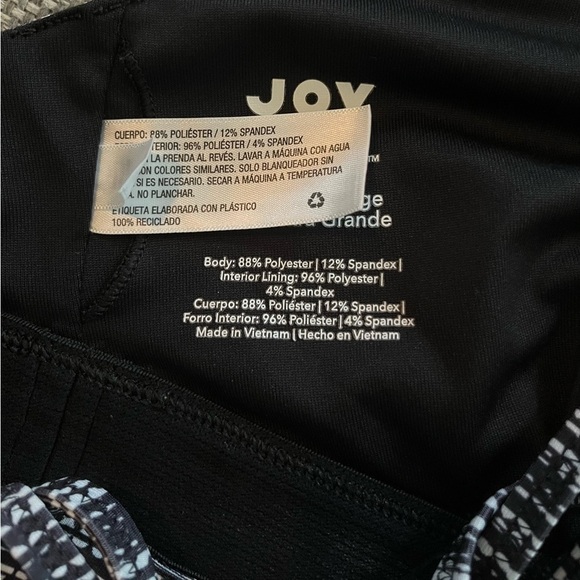 JOY
CUERPO: 88% POLIÉSTER / 12% SPANDEX
96% POLIÉSTER / 4% SPANDEX
LA PRENDA AL REVÉS. LAVAR A MÁQUINA CON AGUA
CON COLORES SIMILARES. SOLO BLANQUEADOR SIN
SI ES NECESARIO. SECAR A MÁQUINA A TEMPERATURA
NO PLANCHAR.
ETIQUETA ELABORADA CON PLÁSTICO
100% RECICLADO
TM
Grande
Body: 88% Polyester | 12% Spandex |
Interior Lining: 96% Polyester |
4% Spandex
Cuerpo: 88% Poliéster | 12% Spandex |
Forro Interior: 96% Poliéster | 4% Spandex
Made in Vietnam | Hecho en Vietnam